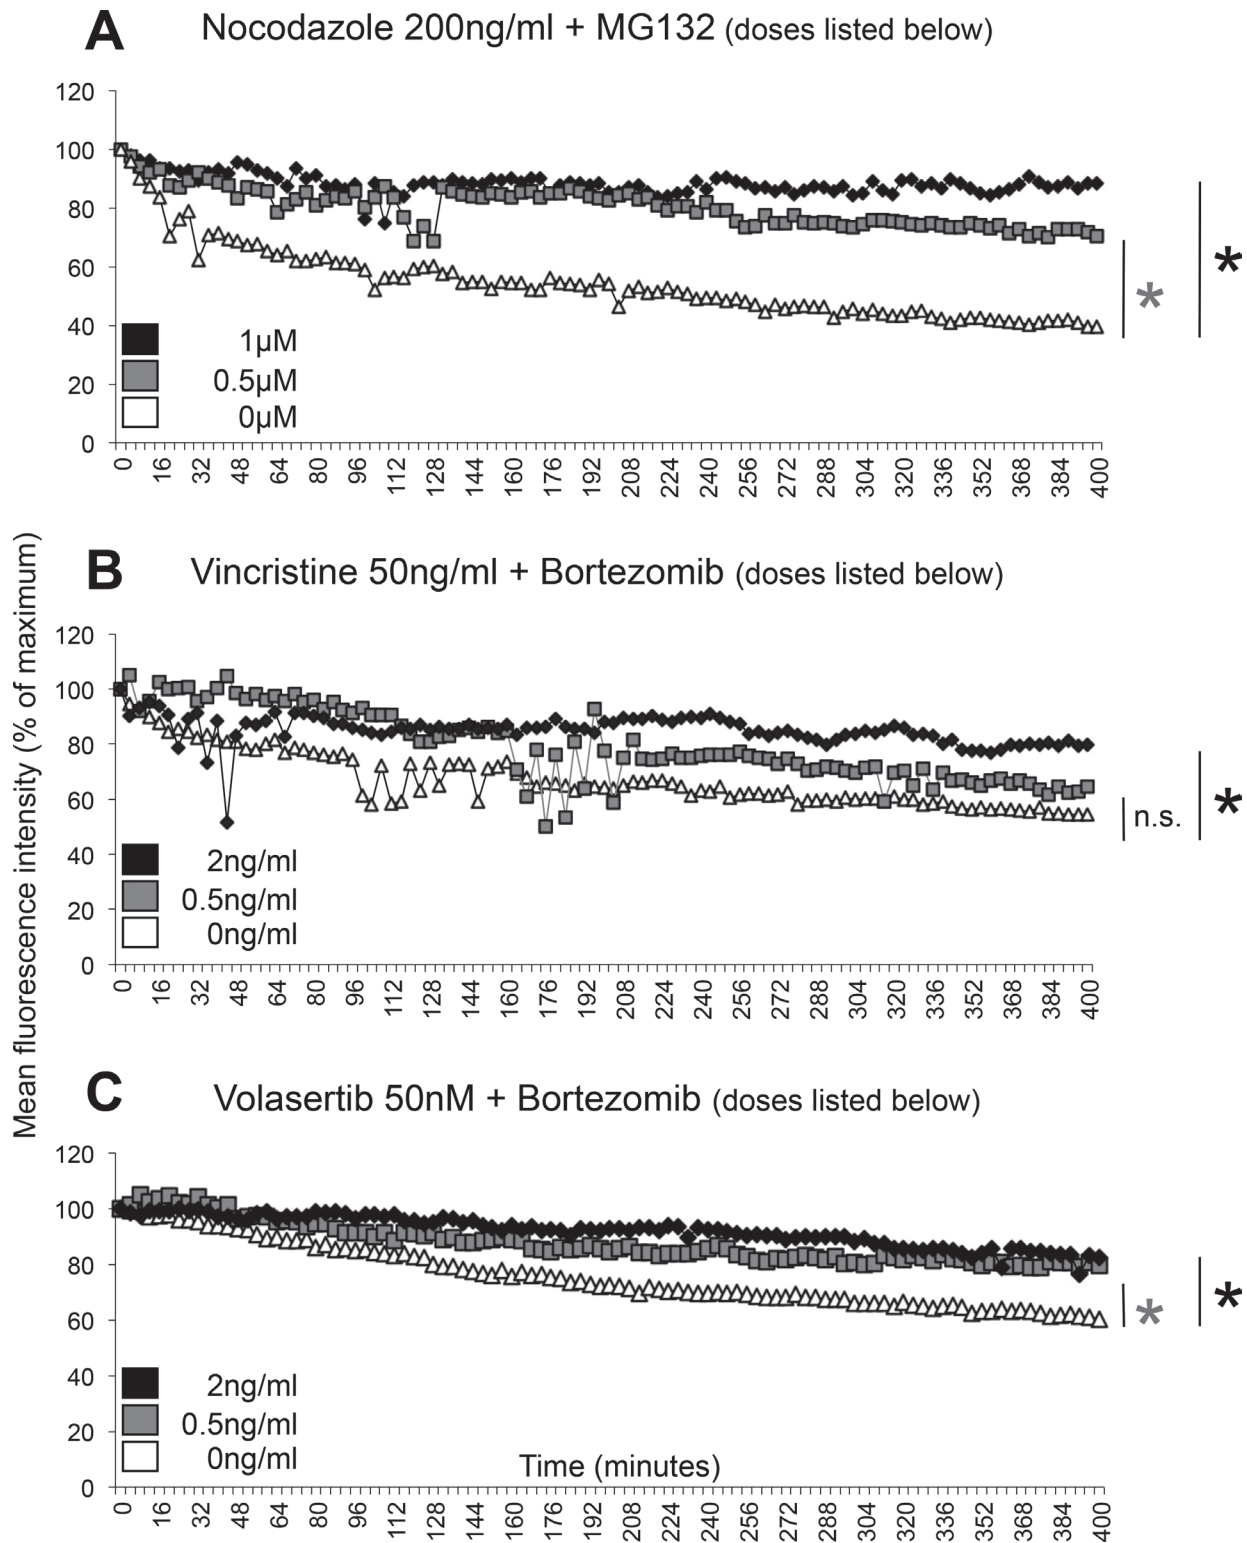 A Nocodazole 200ng/ml + MG132 (doses listed below)
120
100
80
60
40
20
0
1µM
0.5µM
0µM
*
*
0 16 32 48 64 80 96 112 128 144 160 176 192 208 224 240 256 272 288 304 320 336 352 368 384 400
Mean fluorescence intensity (% of maximum)
B Vincristine 50ng/ml + Bortezomib (doses listed below)
120
100
80
60
40
20
0
2ng/ml
0.5ng/ml
0ng/ml
n.s.
*
0 16 32 48 64 80 96 112 128 144 160 176 192 208 224 240 256 272 288 304 320 336 352 368 384 400
C Volasertib 50nM + Bortezomib (doses listed below)
120
100
80
60
40
20
0
2ng/ml
0.5ng/ml
0ng/ml
*
*
Time (minutes)
0 16 32 48 64 80 96 112 128 144 160 176 192 208 224 240 256 272 288 304 320 336 352 368 384 400